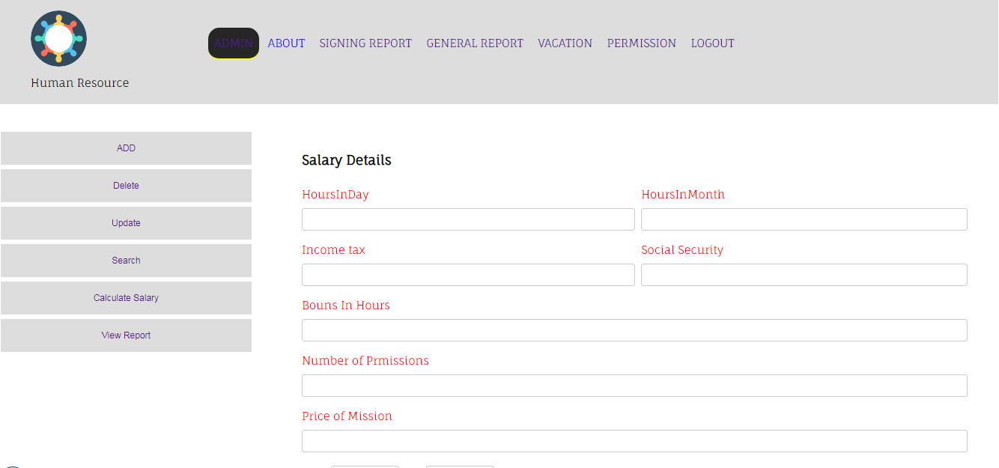 ADMIN ABOUT SIGNING REPORT GENERAL REPORT VACATION PERMISSION LOGOUT
Human Resource
ADD
Delete
Update
Search
Calculate Salary
View Report
Salary Details
HoursInDay HoursInMonth
Income tax Social Security
Bouns In Hours
Number of Prmissions
Price of Mission